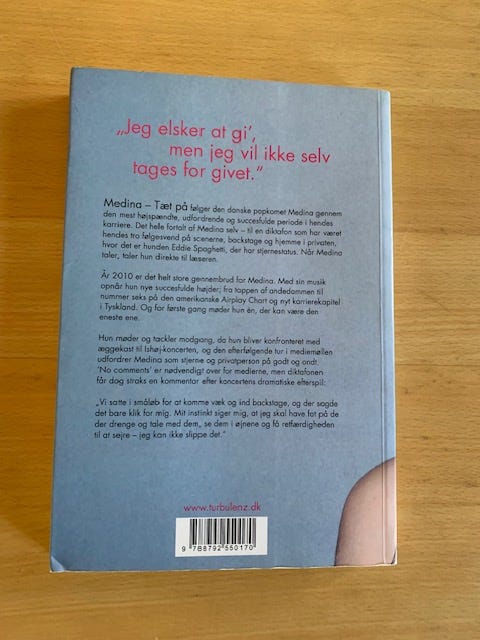 „Jeg elsker at gi’,
men jeg vil ikke selv
tages for givet.“
Medina – Tæt på følger den danske popkomet Medina gennem
den mest højspændte, udfordrende og succesfulde periode i hendes
karriere. Det hele fortalt af Medina selv – til en diktafon som har været
hendes tro følgesvend på scenerne, backstage og hjemme i privaten,
hvor det er hunden Eddie Spaghetti, der har stjernestatus. Når Medina
taler, taler hun direkte til læseren.
År 2010 er det helt store gennembrud for Medina. Med sin musik
opnår hun nye succesfulde højder; fra toppen af andedammen til
nummer seks på den amerikanske Airplay Chart og nyt karrierekapitel
i Tyskland. Og for første gang møder hun én, der kan være den
eneste ene.
Hun møder og tackler modgang, da hun bliver konfronteret med
æggekast til Ishøj-koncerten, og den efterfølgende tur i mediemøllen
udfordrer Medina som stjerne og privatperson på godt og ondt.
’No comments’ er nødvendigt over for medierne, men diktafonen
får dog straks en kommentar efter koncertens dramatiske efterspil:
„Vi satte i småløb for at komme væk og ind backstage, og der sagde
det bare klik for mig. Mit instinkt siger mig, at jeg skal have fat på de
der drenge og tale med dem„ se dem i øjnene og få retfærdigheden
til at sejre – jeg kan ikke slippe det.“
www.turbulenz.dk
9 788792 550170